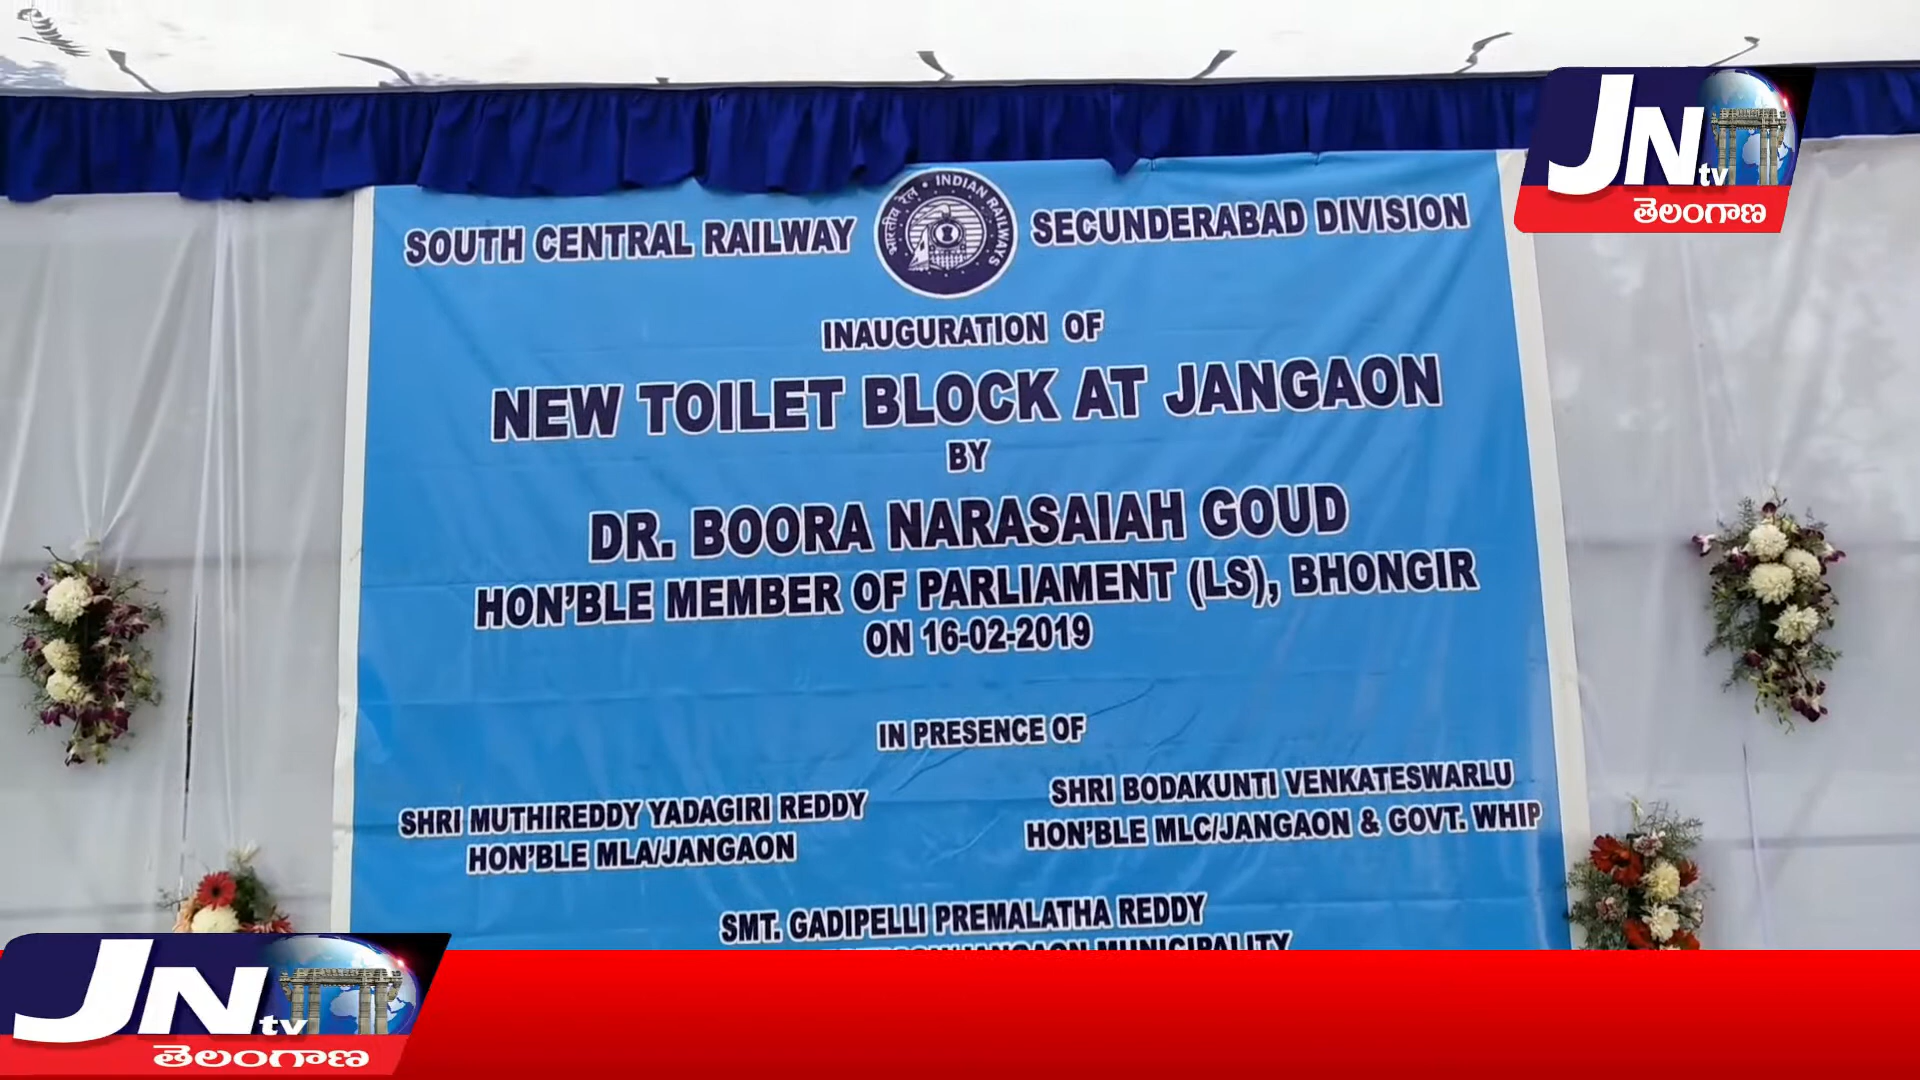 JN tv
తెలంగాణ
SOUTH CENTRAL RAILWAY
भारतीय रेल • INDIAN RAILWAYS
SECUNDERABAD DIVISION
INAUGURATION OF
NEW TOILET BLOCK AT JANGAON
BY
DR. BOORA NARASAIAH GOUD
HON'BLE MEMBER OF PARLIAMENT (LS), BHONGIR
ON 16-02-2019
IN PRESENCE OF
SHRI MUTHIREDDY YADAGIRI REDDY
HON'BLE MLA/JANGAON
SHRI BODAKUNTI VENKATESWARLU
HON'BLE MLC/JANGAON & GOVT. WHIP
SMT. GADIPELLI PREMALATHA REDDY
JANGAON MUNICIPALITY
JN tv
తెలంగాణ